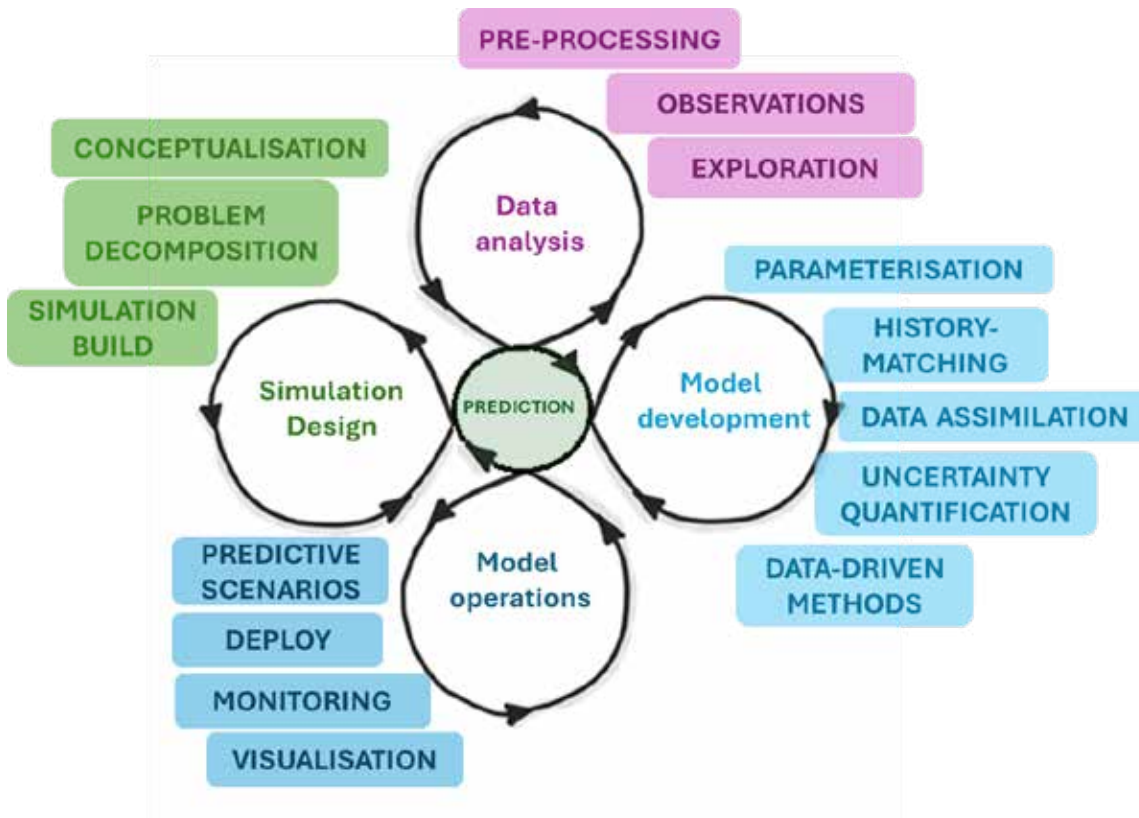 PRE-PROCESSING
OBSERVATIONS
EXPLORATION
CONCEPTUALISATION
PROBLEM
DECOMPOSITION
SIMULATION
BUILD
Data
analysis
PARAMETERISATION
HISTORY-
MATCHING
DATA ASSIMILATION
UNCERTAINTY
QUANTIFICATION
DATA-DRIVEN
METHODS
Simulation
Design
PREDICTION
Model
development
Model
operations
PREDICTIVE
SCENARIOS
DEPLOY
MONITORING
VISUALISATION